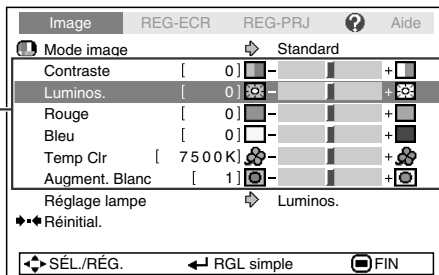 Image REG-ECR REG-PRJ ? Aide
Mode image Standard
Contraste [ 0] - +
Luminos. [ 0] - +
Rouge [ 0] - +
Bleu [ 0] - +
Temp Clr [ 7500K] - +
Augment. Blanc [ 1] - +
Réglage lampe Luminos.
Réinitial.
SÉL./RÉG. RGL simple FIN